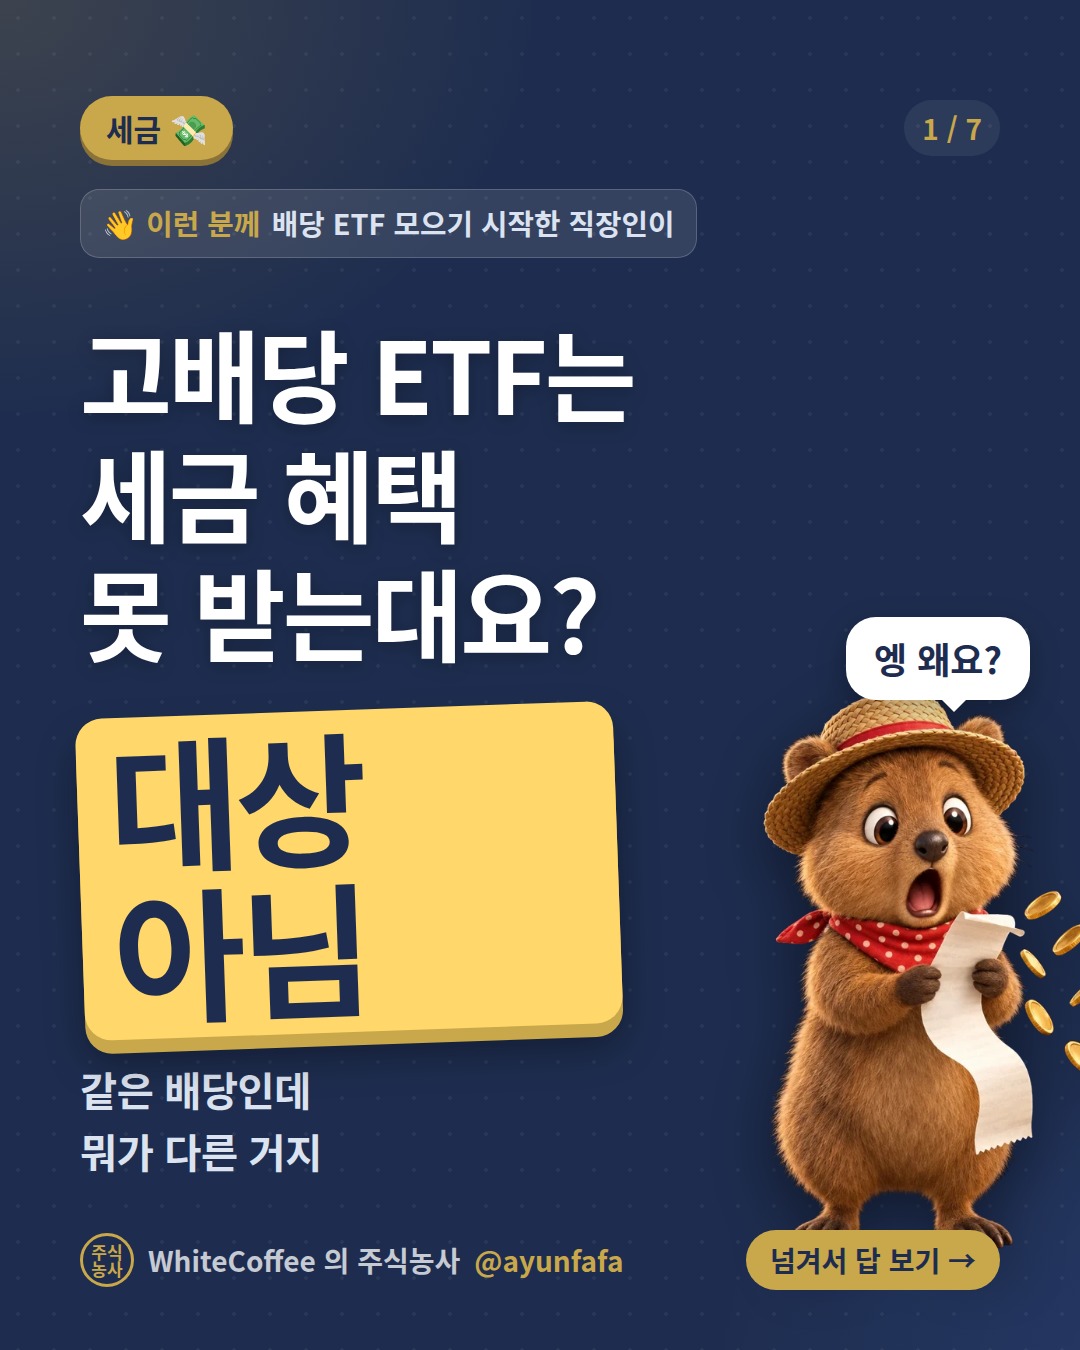 세금 💸
1 / 7
👋 이런 분께 배당 ETF 모으기 시작한 직장인이
고배당 ETF는
세금 혜택
못 받는대요?
엥 왜요?
대상
아님
같은 배당인데
뭐가 다른 거지
주식
농사
WhiteCoffee 의 주식농사 @ayunfafa
넘겨서 답 보기 →